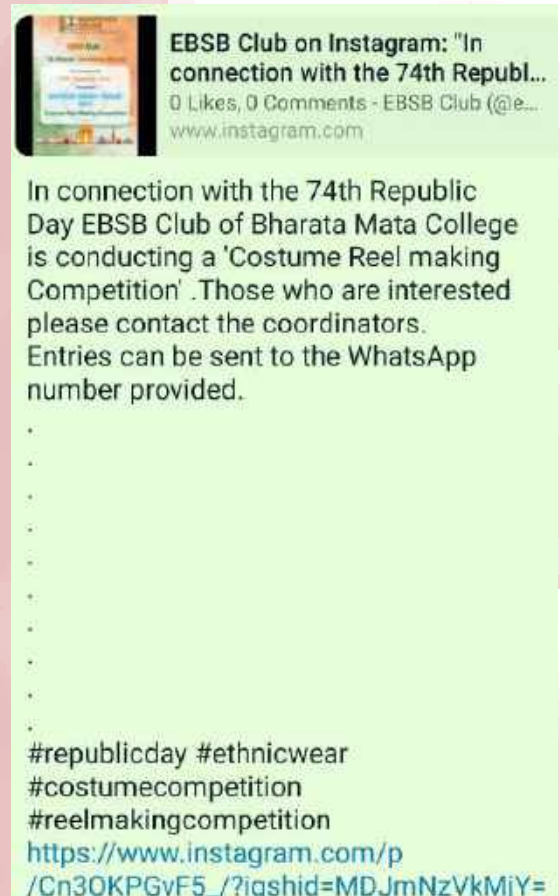 EBSB Club on Instagram: "In
connection with the 74th Republ...
0 Likes, 0 Comments - EBSB Club (@e...
www.instagram.com
In connection with the 74th Republic
Day EBSB Club of Bharata Mata College
is conducting a 'Costume Reel making
Competition' .Those who are interested
please contact the coordinators.
Entries can be sent to the WhatsApp
number provided.
.
.
.
.
.
.
.
.
.
.
#republicday #ethnicwear
#costumecompetition
#reelmakingcompetition
https://www.instagram.com/p
/Cn3OKPGvF5_/?igshid=MDJmNzVkMjY=